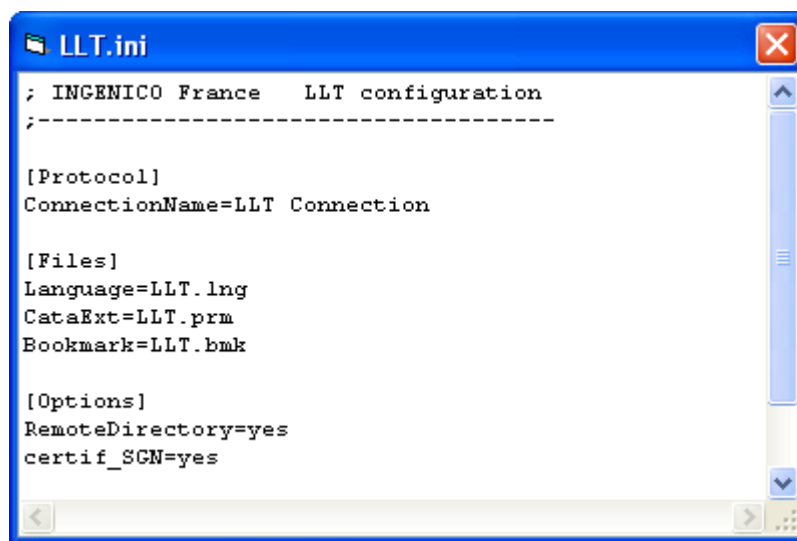 LLT.ini
; INGENICO France   LLT configuration
;-------------------------------------
[Protocol]
ConnectionName=LLT Connection
[Files]
Language=LLT.lng
CataExt=LLT.prm
Bookmark=LLT.bmk
[Options]
RemoteDirectory=yes
certif_SGN=yes